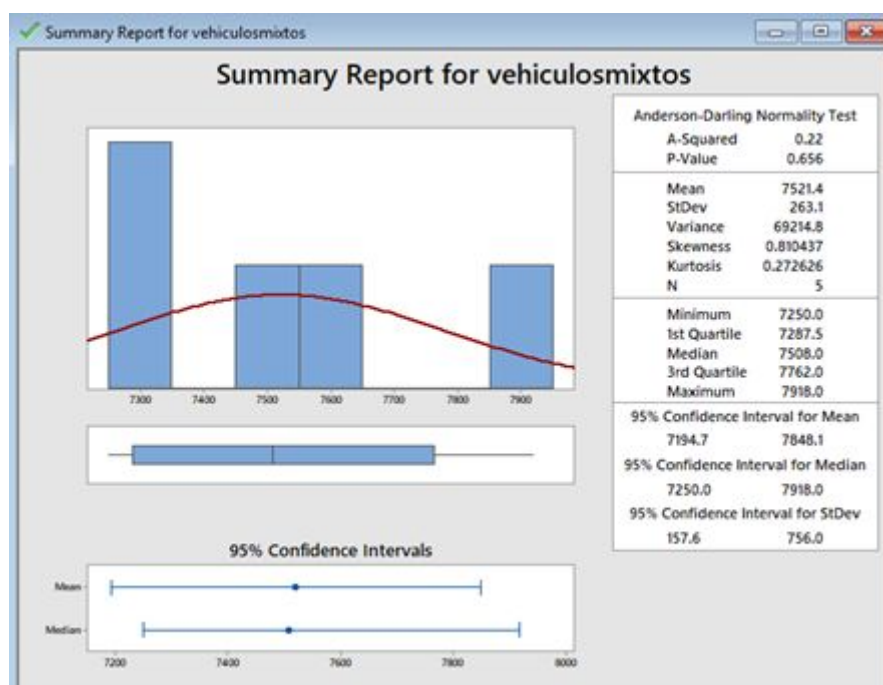 Summary Report for vehiculosmixtos
Summary Report for vehiculosmixtos
7300 7400 7500 7600 7700 7800 7900
95% Confidence Intervals
Mean
Median
7200 7400 7600 7800 8000
Anderson-Darling Normality Test
A-Squared 0.22
P-Value 0.656
Mean 7521.4
StDev 263.1
Variance 69214.8
Skewness 0.810437
Kurtosis 0.272626
N 5
Minimum 7250.0
1st Quartile 7287.5
Median 7508.0
3rd Quartile 7762.0
Maximum 7918.0
95% Confidence Interval for Mean
7194.7 7848.1
95% Confidence Interval for Median
7250.0 7918.0
95% Confidence Interval for StDev
157.6 756.0